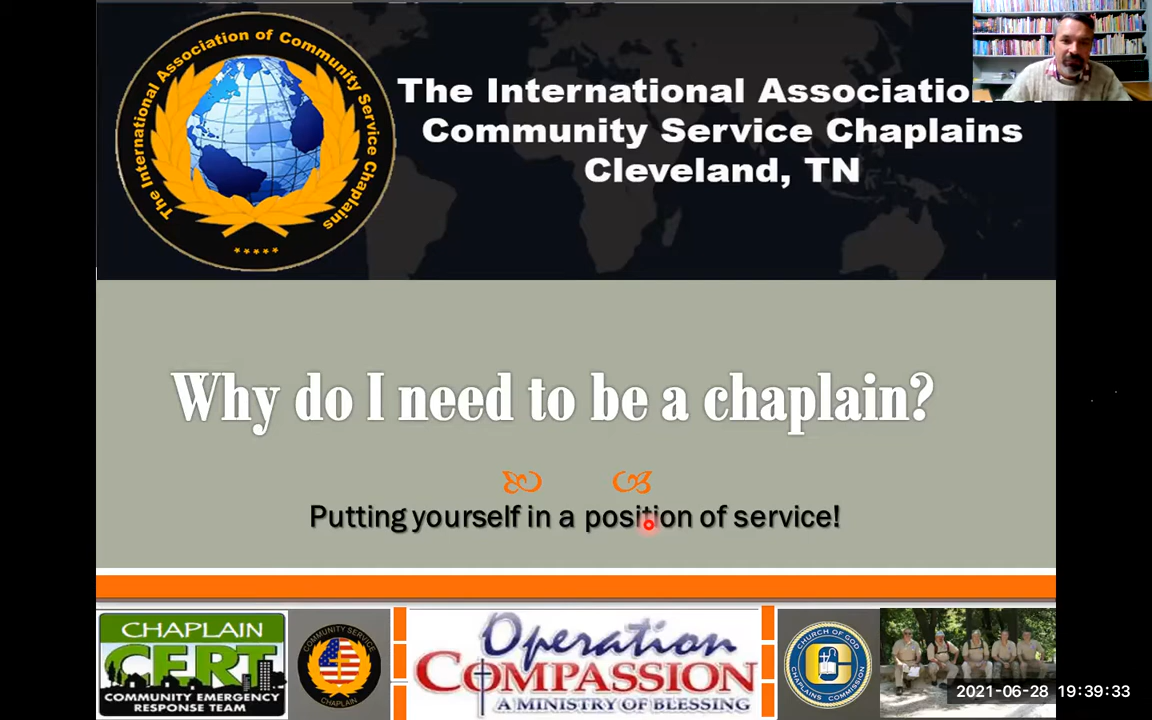 The International Association of Community Service Chaplains
The International Association of
Community Service Chaplains
Cleveland, TN
Why do I need to be a chaplain?
Putting yourself in a position of service!
CHAPLAIN
CERT
COMMUNITY EMERGENCY
RESPONSE TEAM
COMMUNITY SERVICE
CHAPLAIN
Operation
COMPASSION
A MINISTRY OF BLESSING
CHURCH OF GOD
CHAPLAINS COMMISSION
2021-06-28 19:39:33